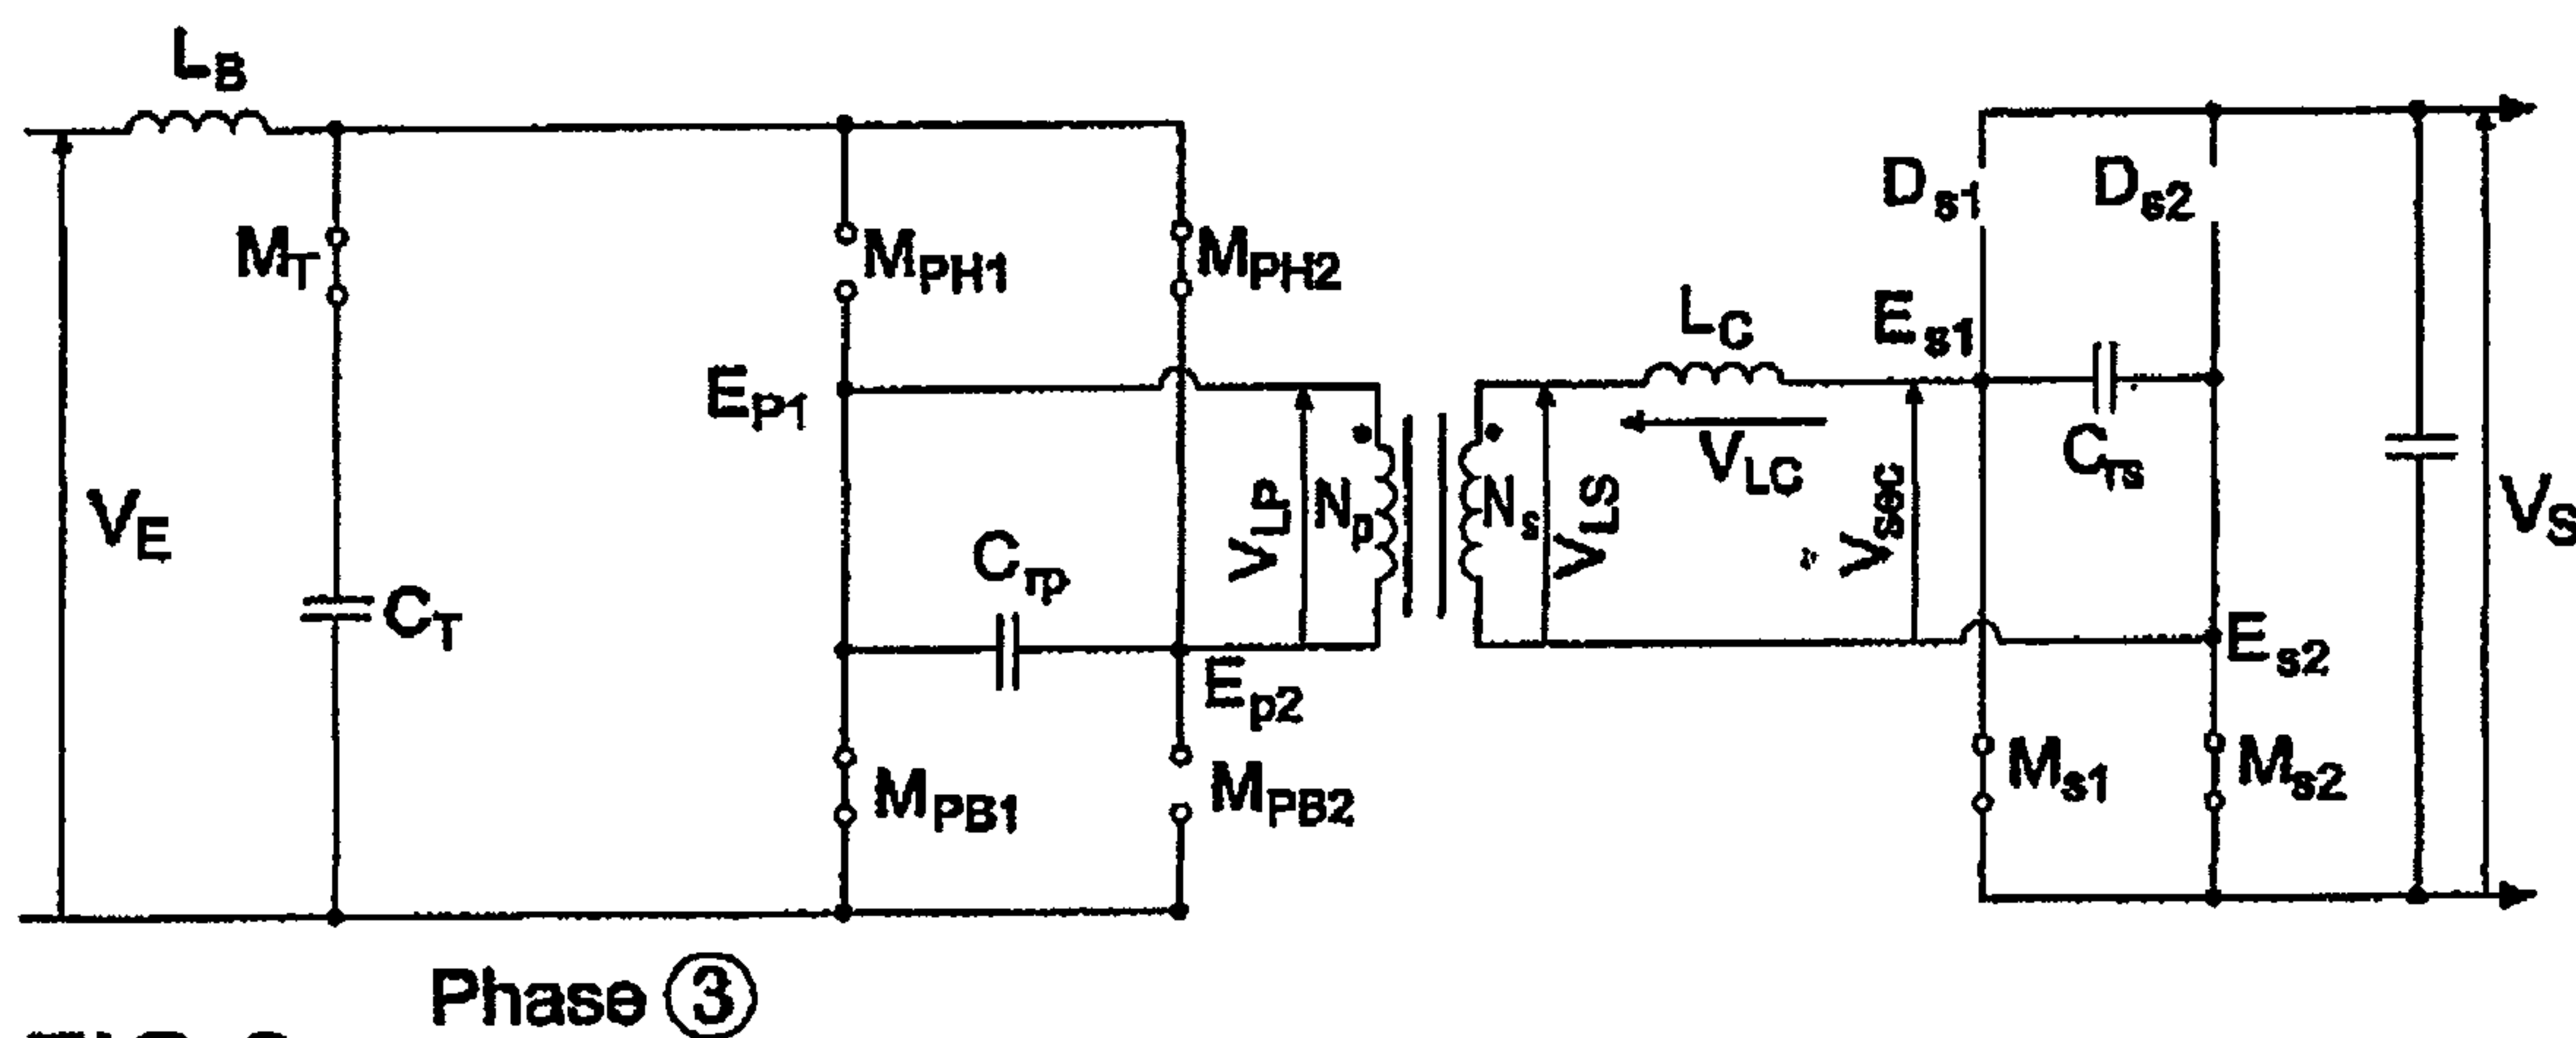 LB
MT
CT
VE
MPH1
MPH2
EP1
Crp
Ep2
MPB1
MPB2
VLP
Np
Ns
VLS
LC
VLC
Vsec
Es1
Ds1
Ds2
CTs
Es2
Ms1
Ms2
VS
Phase ③